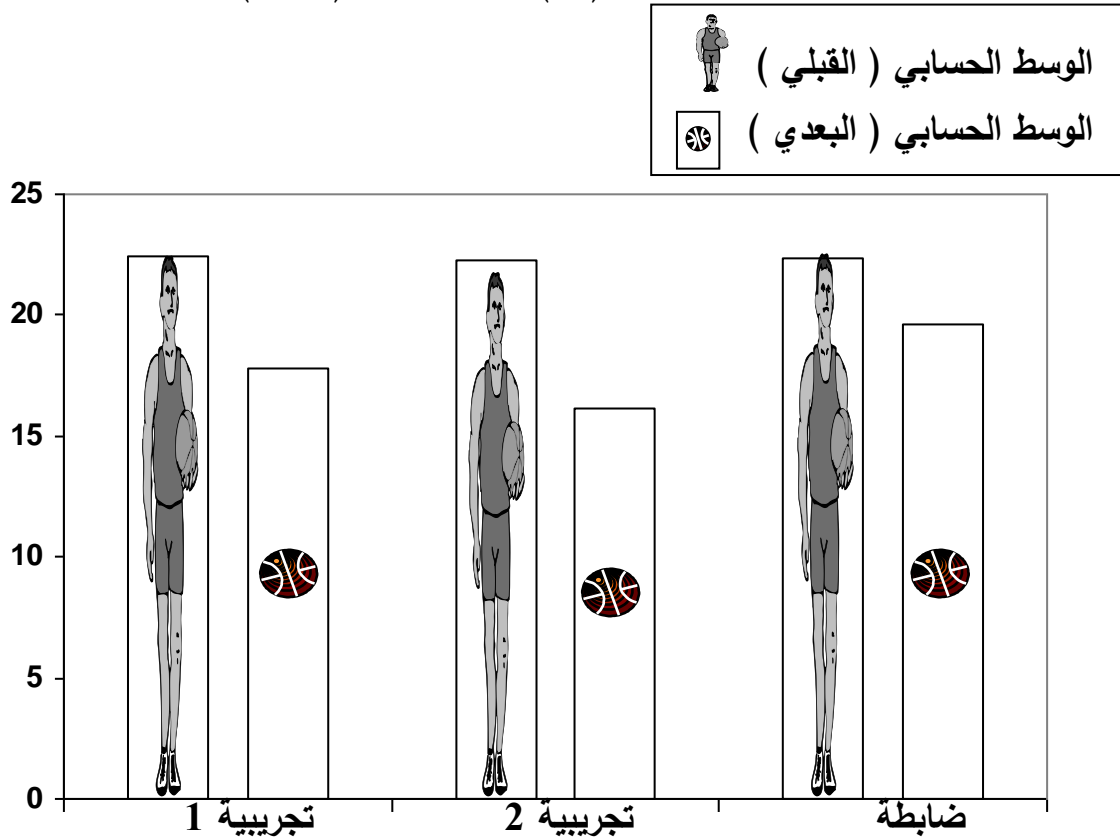 الوسط الحسابي ( القبلي )
الوسط الحسابي ( البعدي )
25
20
15
10
5
0
تجريبية 1
تجريبية 2
ضابطة